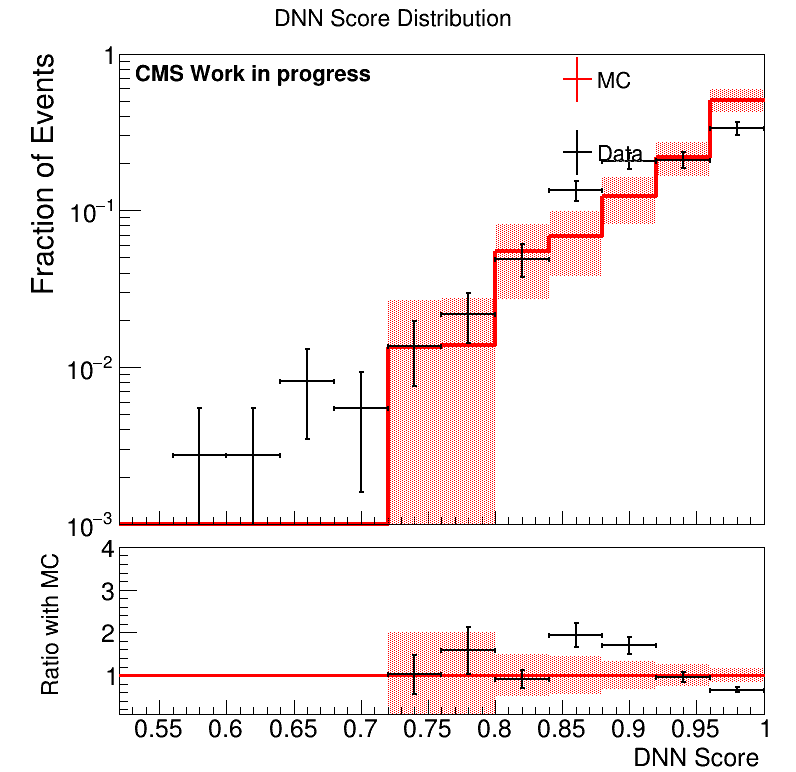 DNN Score Distribution
CMS Work in progress
MC
Data
Fraction of Events
1
10⁻¹
10⁻²
10⁻³
Ratio with MC
4
3
2
1
0.55 0.6 0.65 0.7 0.75 0.8 0.85 0.9 0.95 1
DNN Score